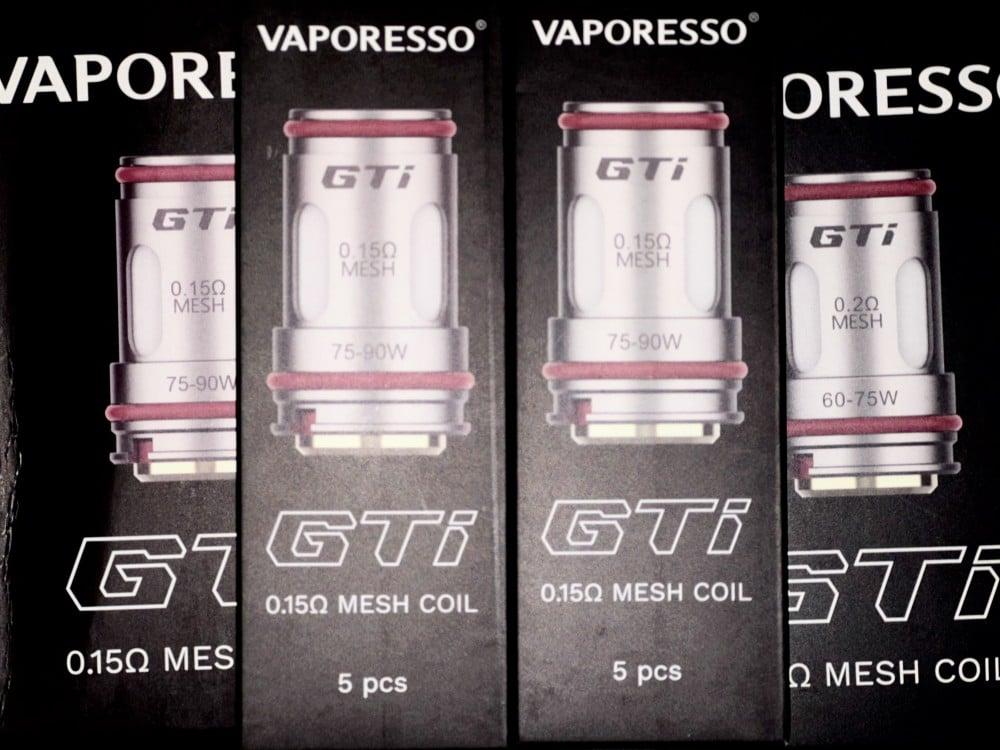 VAPORE
GTi
0.15Ω
MESH
75-90W
GT
0.15Ω MES
VAPORESSO®
GTi
0.15Ω
MESH
75-90W
GTi
0.15Ω MESH COIL
5 pcs
VAPORESSO®
GTi
0.15Ω
MESH
75-90W
GTi
0.15Ω MESH COIL
5 pcs
ORESSO
GTi
0.2Ω
MESH
60-75W
GTi
Ω MESH COIL